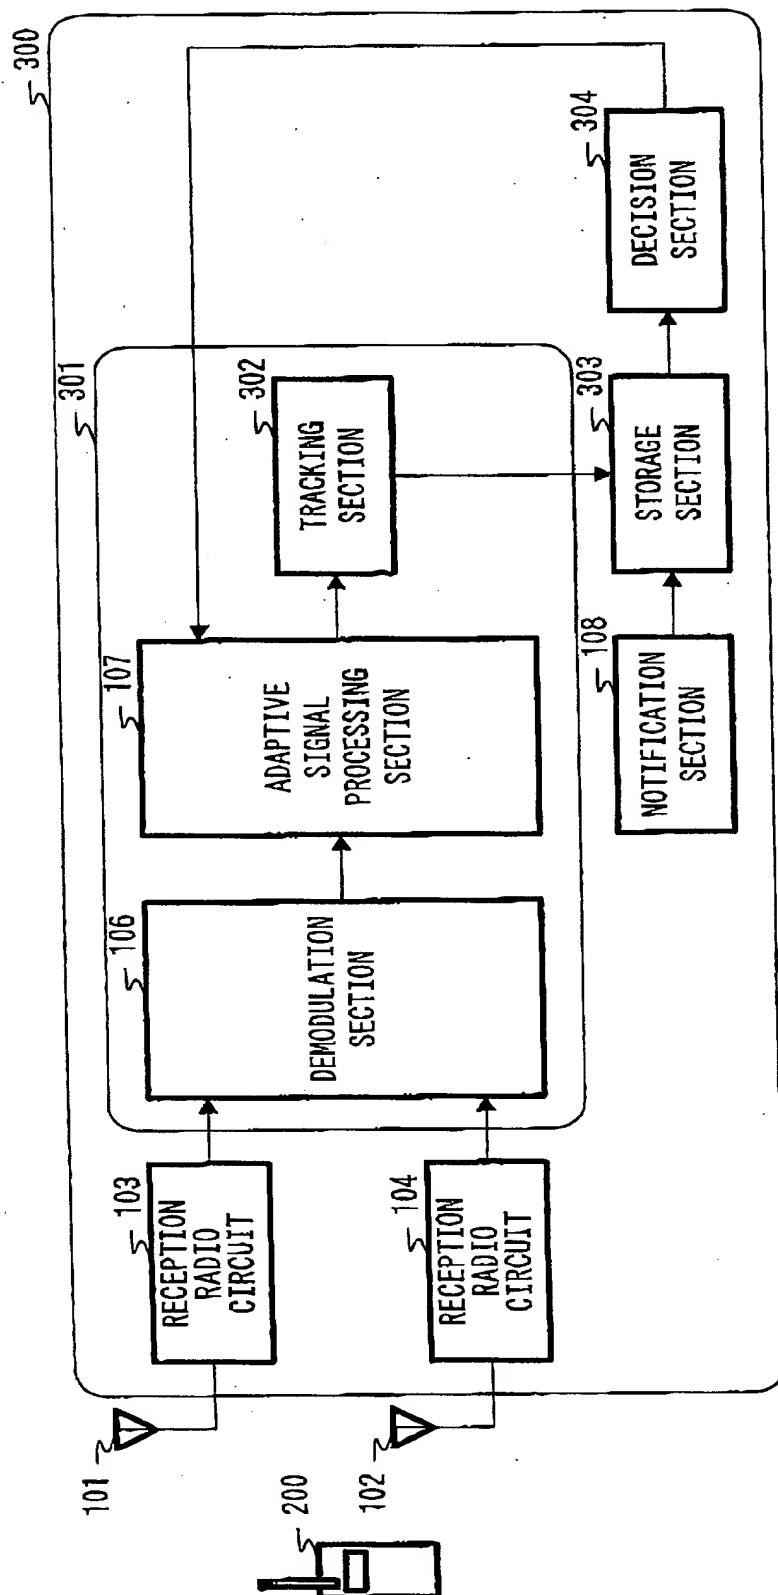 300
301
101
103
RECEPTION
RADIO
CIRCUIT
106
DEMODULATION
SECTION
107
ADAPTIVE
SIGNAL
PROCESSING
SECTION
302
TRACKING
SECTION
200
102
104
RECEPTION
RADIO
CIRCUIT
108
NOTIFICATION
SECTION
303
STORAGE
SECTION
304
DECISION
SECTION